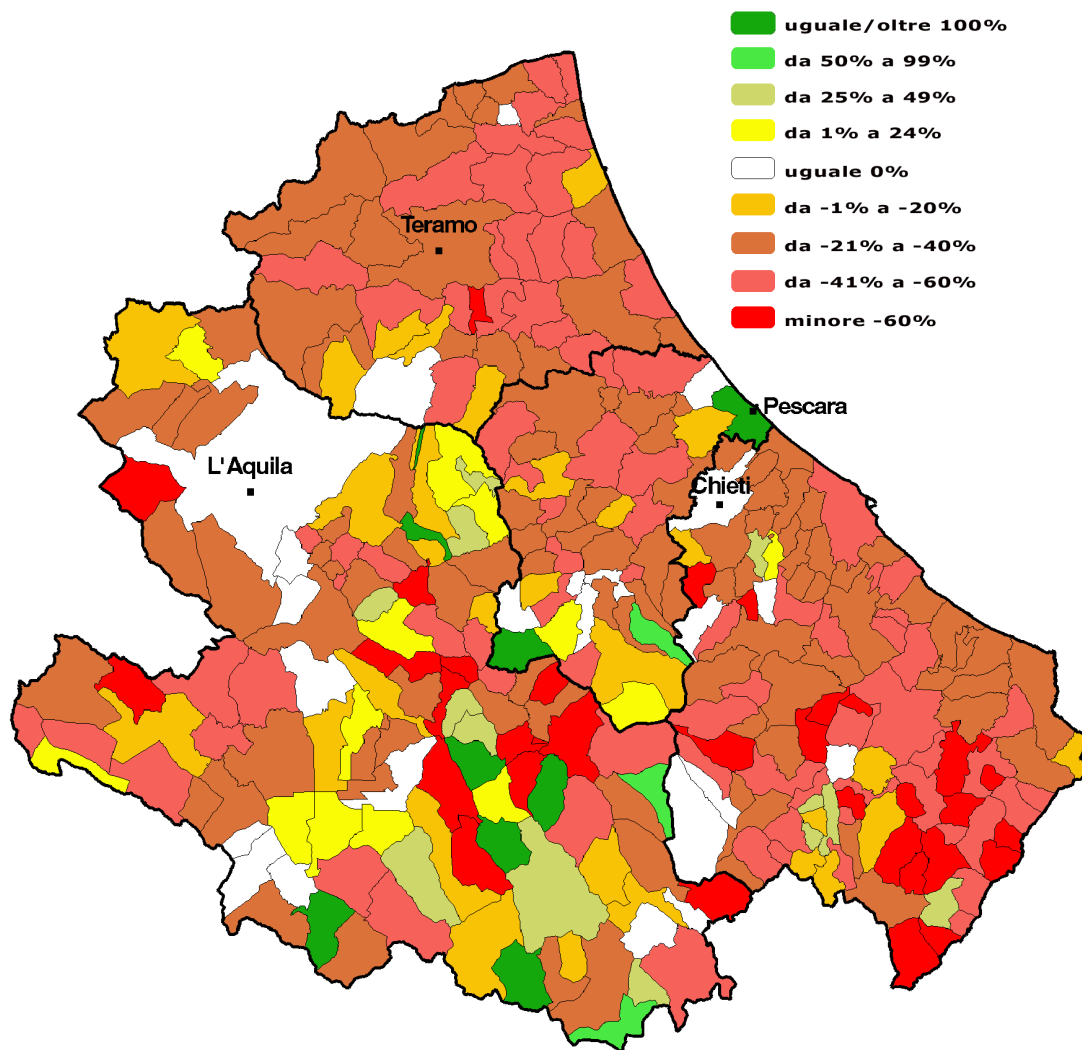 uguale/oltre 100%
da 50% a 99%
da 25% a 49%
da 1% a 24%
uguale 0%
da -1% a -20%
da -21% a -40%
da -41% a -60%
minore -60%
Teramo
Pescara
L'Aquila
Chieti